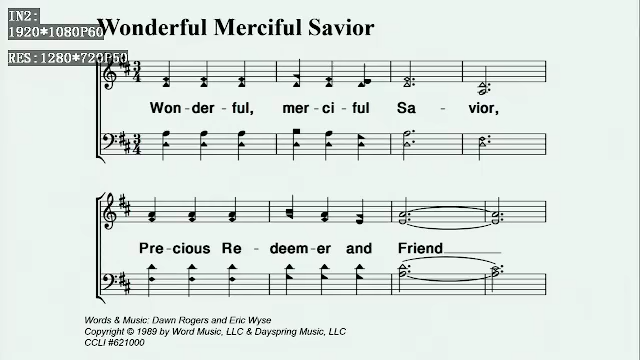 IN2:
1920*1080P60
RES:1280*720P50
Wonderful Merciful Savior
Won-der-ful, mer-ci-ful Sa-vior,
Pre-cious Re-deem-er and Friend
Words & Music: Dawn Rogers and Eric Wyse
Copyright © 1989 by Word Music, LLC & Dayspring Music, LLC
CCLI #621000